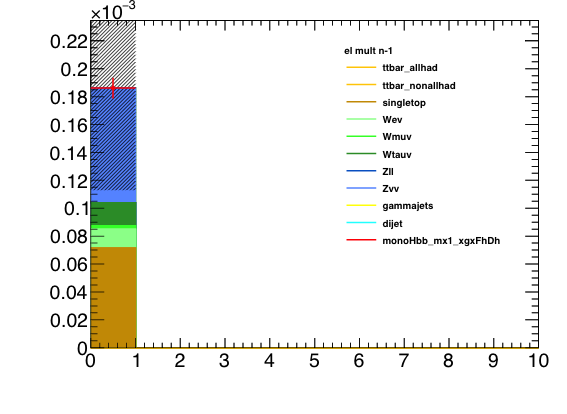 ×10⁻³
el mult n-1
ttbar_allhad
ttbar_nonallhad
singletop
Wev
Wmuv
Wtauv
Zll
Zvv
gammajets
dijet
monoHbb_mx1_xgxFhDh
0.22
0.2
0.18
0.16
0.14
0.12
0.1
0.08
0.06
0.04
0.02
0
0 1 2 3 4 5 6 7 8 9 10